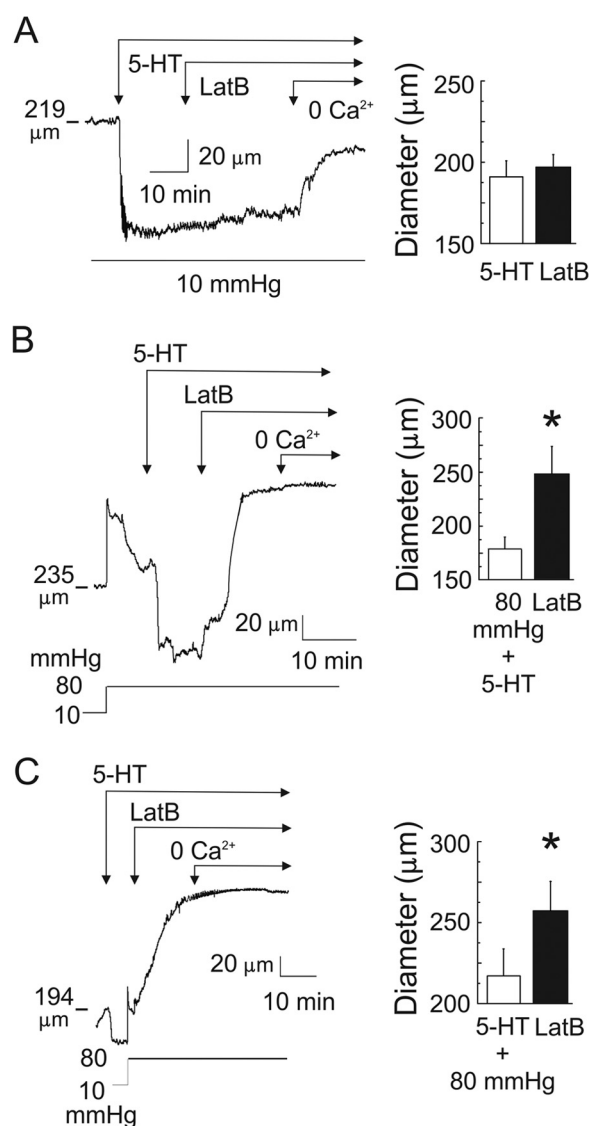 A
5-HT
LatB
0 Ca²⁺
219
μm
20 μm
10 min
10 mmHg
Diameter (μm)
250
200
150
5-HT LatB
B
5-HT
LatB
0 Ca²⁺
235
μm
20 μm
10 min
mmHg
80
10
Diameter (μm)
300
250
200
150
*
80 LatB
mmHg
+
5-HT
C
5-HT
LatB
0 Ca²⁺
194
μm
20 μm
10 min
80
10
mmHg
Diameter (μm)
300
250
200
*
5-HT LatB
+
80 mmHg